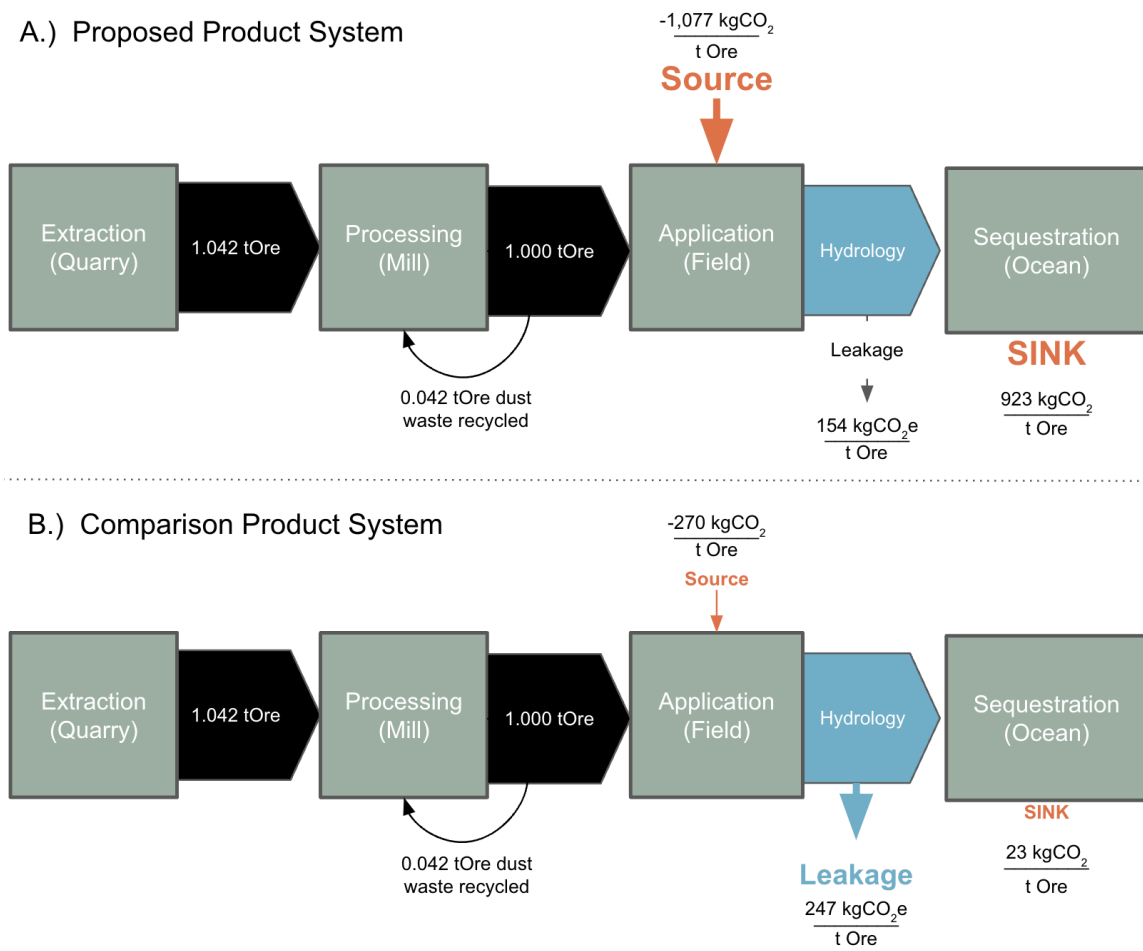 A.) Proposed Product System
-1,077 kgCO₂
t Ore
Source
Extraction
(Quarry)
1.042 tOre
Processing
(Mill)
1.000 tOre
Application
(Field)
Hydrology
Sequestration
(Ocean)
0.042 tOre dust
waste recycled
Leakage
154 kgCO₂e
t Ore
SINK
923 kgCO₂
t Ore
B.) Comparison Product System
-270 kgCO₂
t Ore
Source
Extraction
(Quarry)
1.042 tOre
Processing
(Mill)
1.000 tOre
Application
(Field)
Hydrology
Sequestration
(Ocean)
0.042 tOre dust
waste recycled
Leakage
247 kgCO₂e
t Ore
SINK
23 kgCO₂
t Ore